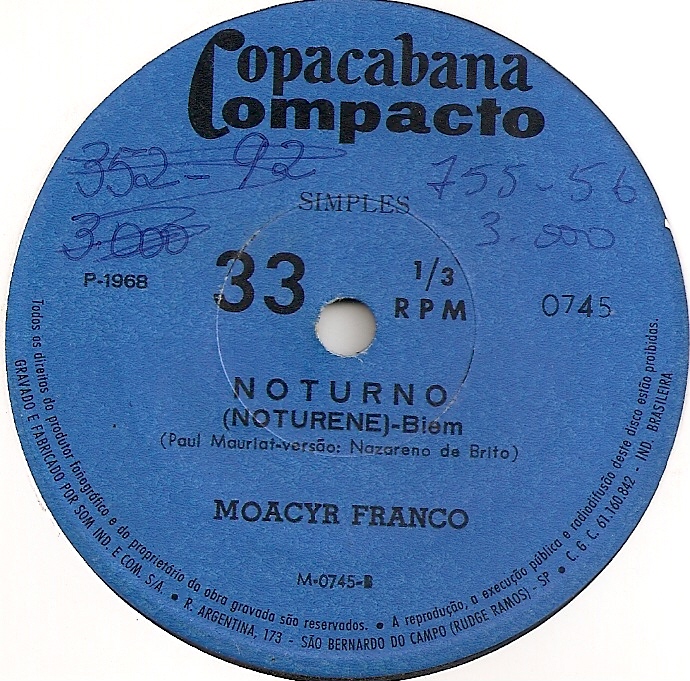 Copacabana
Compacto
352-92
755-56
SIMPLES
3.000
3.000
P-1968
33 1/3
RPM
0745
NOTURNO
(NOTURENE)-Biem
(Paul Mauriat-versão: Nazareno de Brito)
MOACYR FRANCO
M-0745-B
Todos os direitos do produtor fonográfico e do proprietário da obra gravada são reservados. • A reprodução, a execução pública e radiodifusão deste disco estão proibidas.
GRAVADO E FABRICADO POR SOM IND. E COM. S/A. • R. ARGENTINA, 173 - SÃO BERNARDO DO CAMPO (RUDGE RAMOS) - SP • C. G. C. 61.160.842 - IND. BRASILEIRA